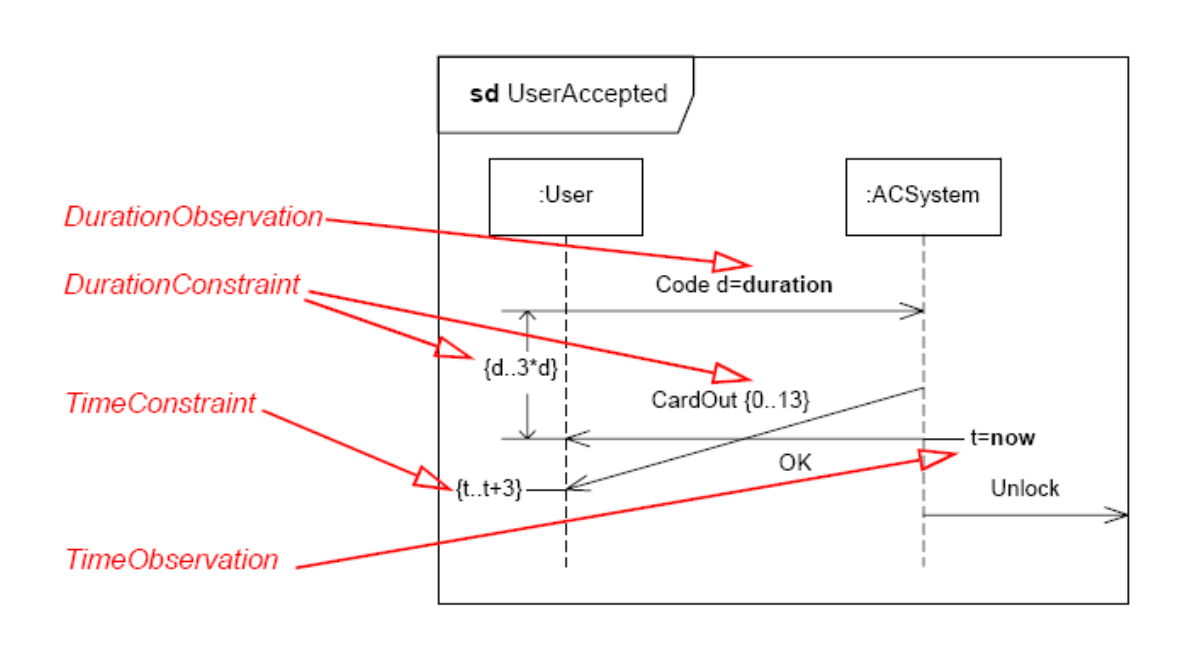 sd UserAccepted
:User
:ACSystem
DurationObservation
Code d=duration
DurationConstraint
{d..3*d}
CardOut {0..13}
TimeConstraint
t=now
OK
{t..t+3}
Unlock
TimeObservation